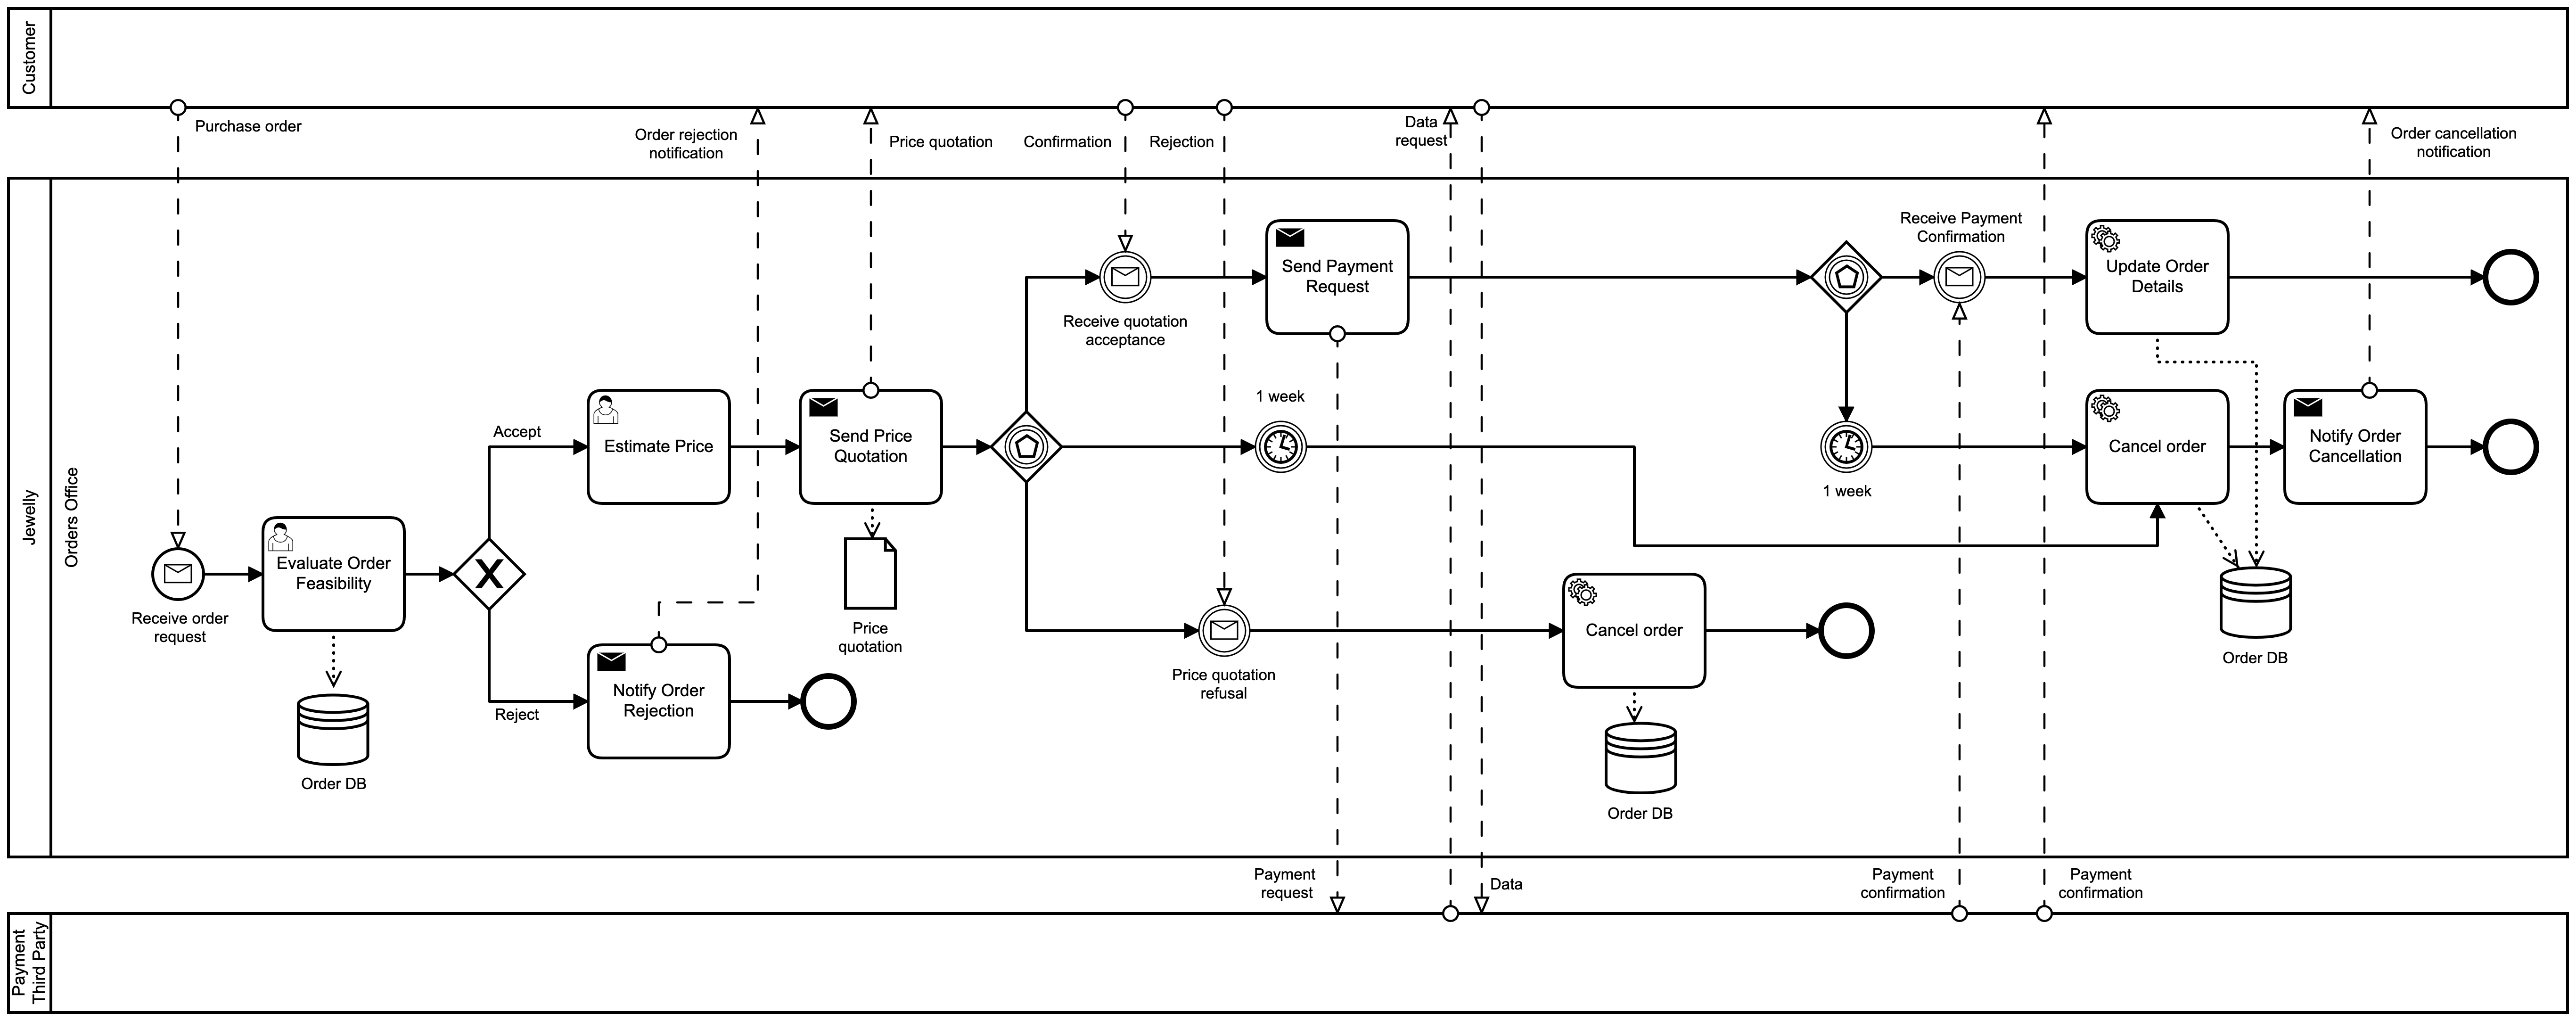 Customer
Purchase order
Order rejection
notification
Price quotation
Confirmation
Rejection
Data
request
Order cancellation
notification
Jewelly
Orders Office
Receive order
request
Evaluate Order
Feasibility
Order DB
X
Accept
Reject
Estimate Price
Notify Order
Rejection
Send Price
Quotation
Price
quotation
Receive quotation
acceptance
1 week
Price quotation
refusal
Send Payment
Request
Cancel order
Order DB
1 week
Receive Payment
Confirmation
Update Order
Details
Cancel order
Notify Order
Cancellation
Order DB
Payment
request
Data
Payment
confirmation
Payment
confirmation
Payment
Third Party